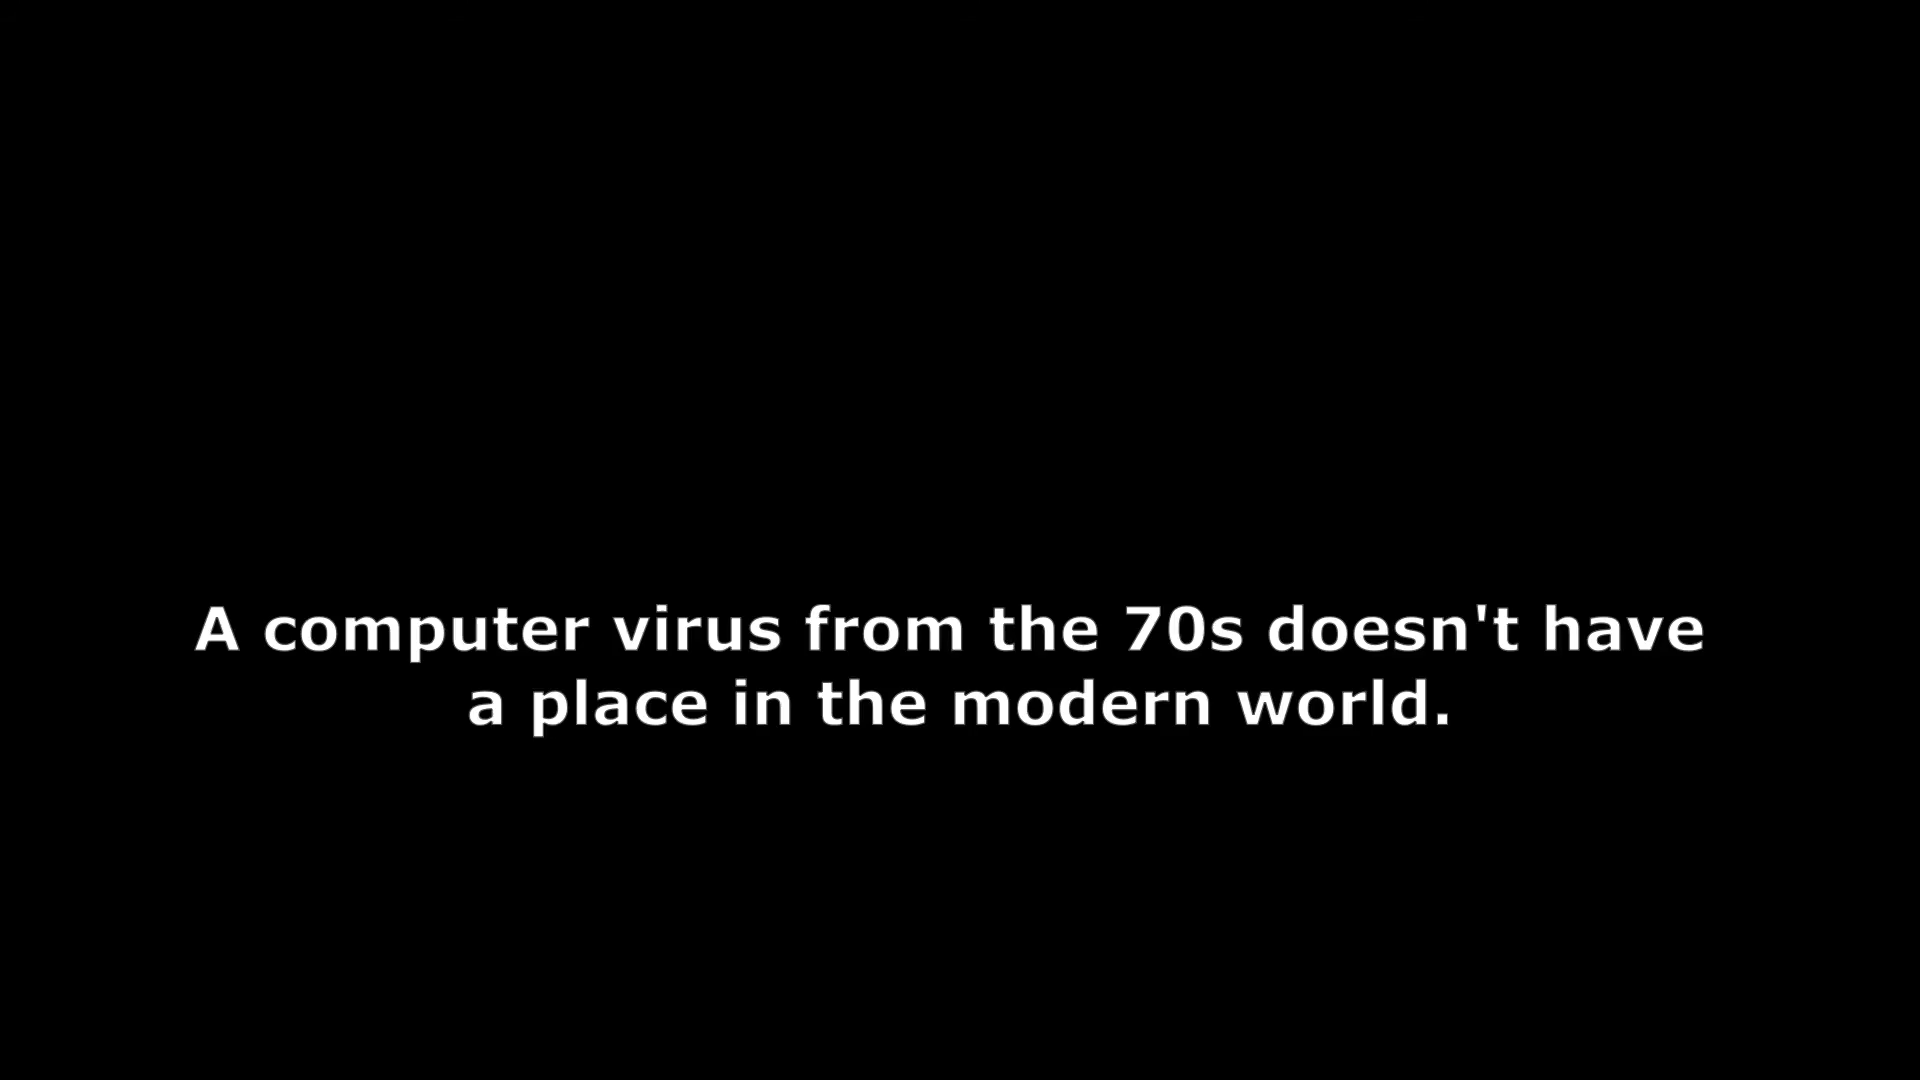 A computer virus from the 70s doesn't have
a place in the modern world.